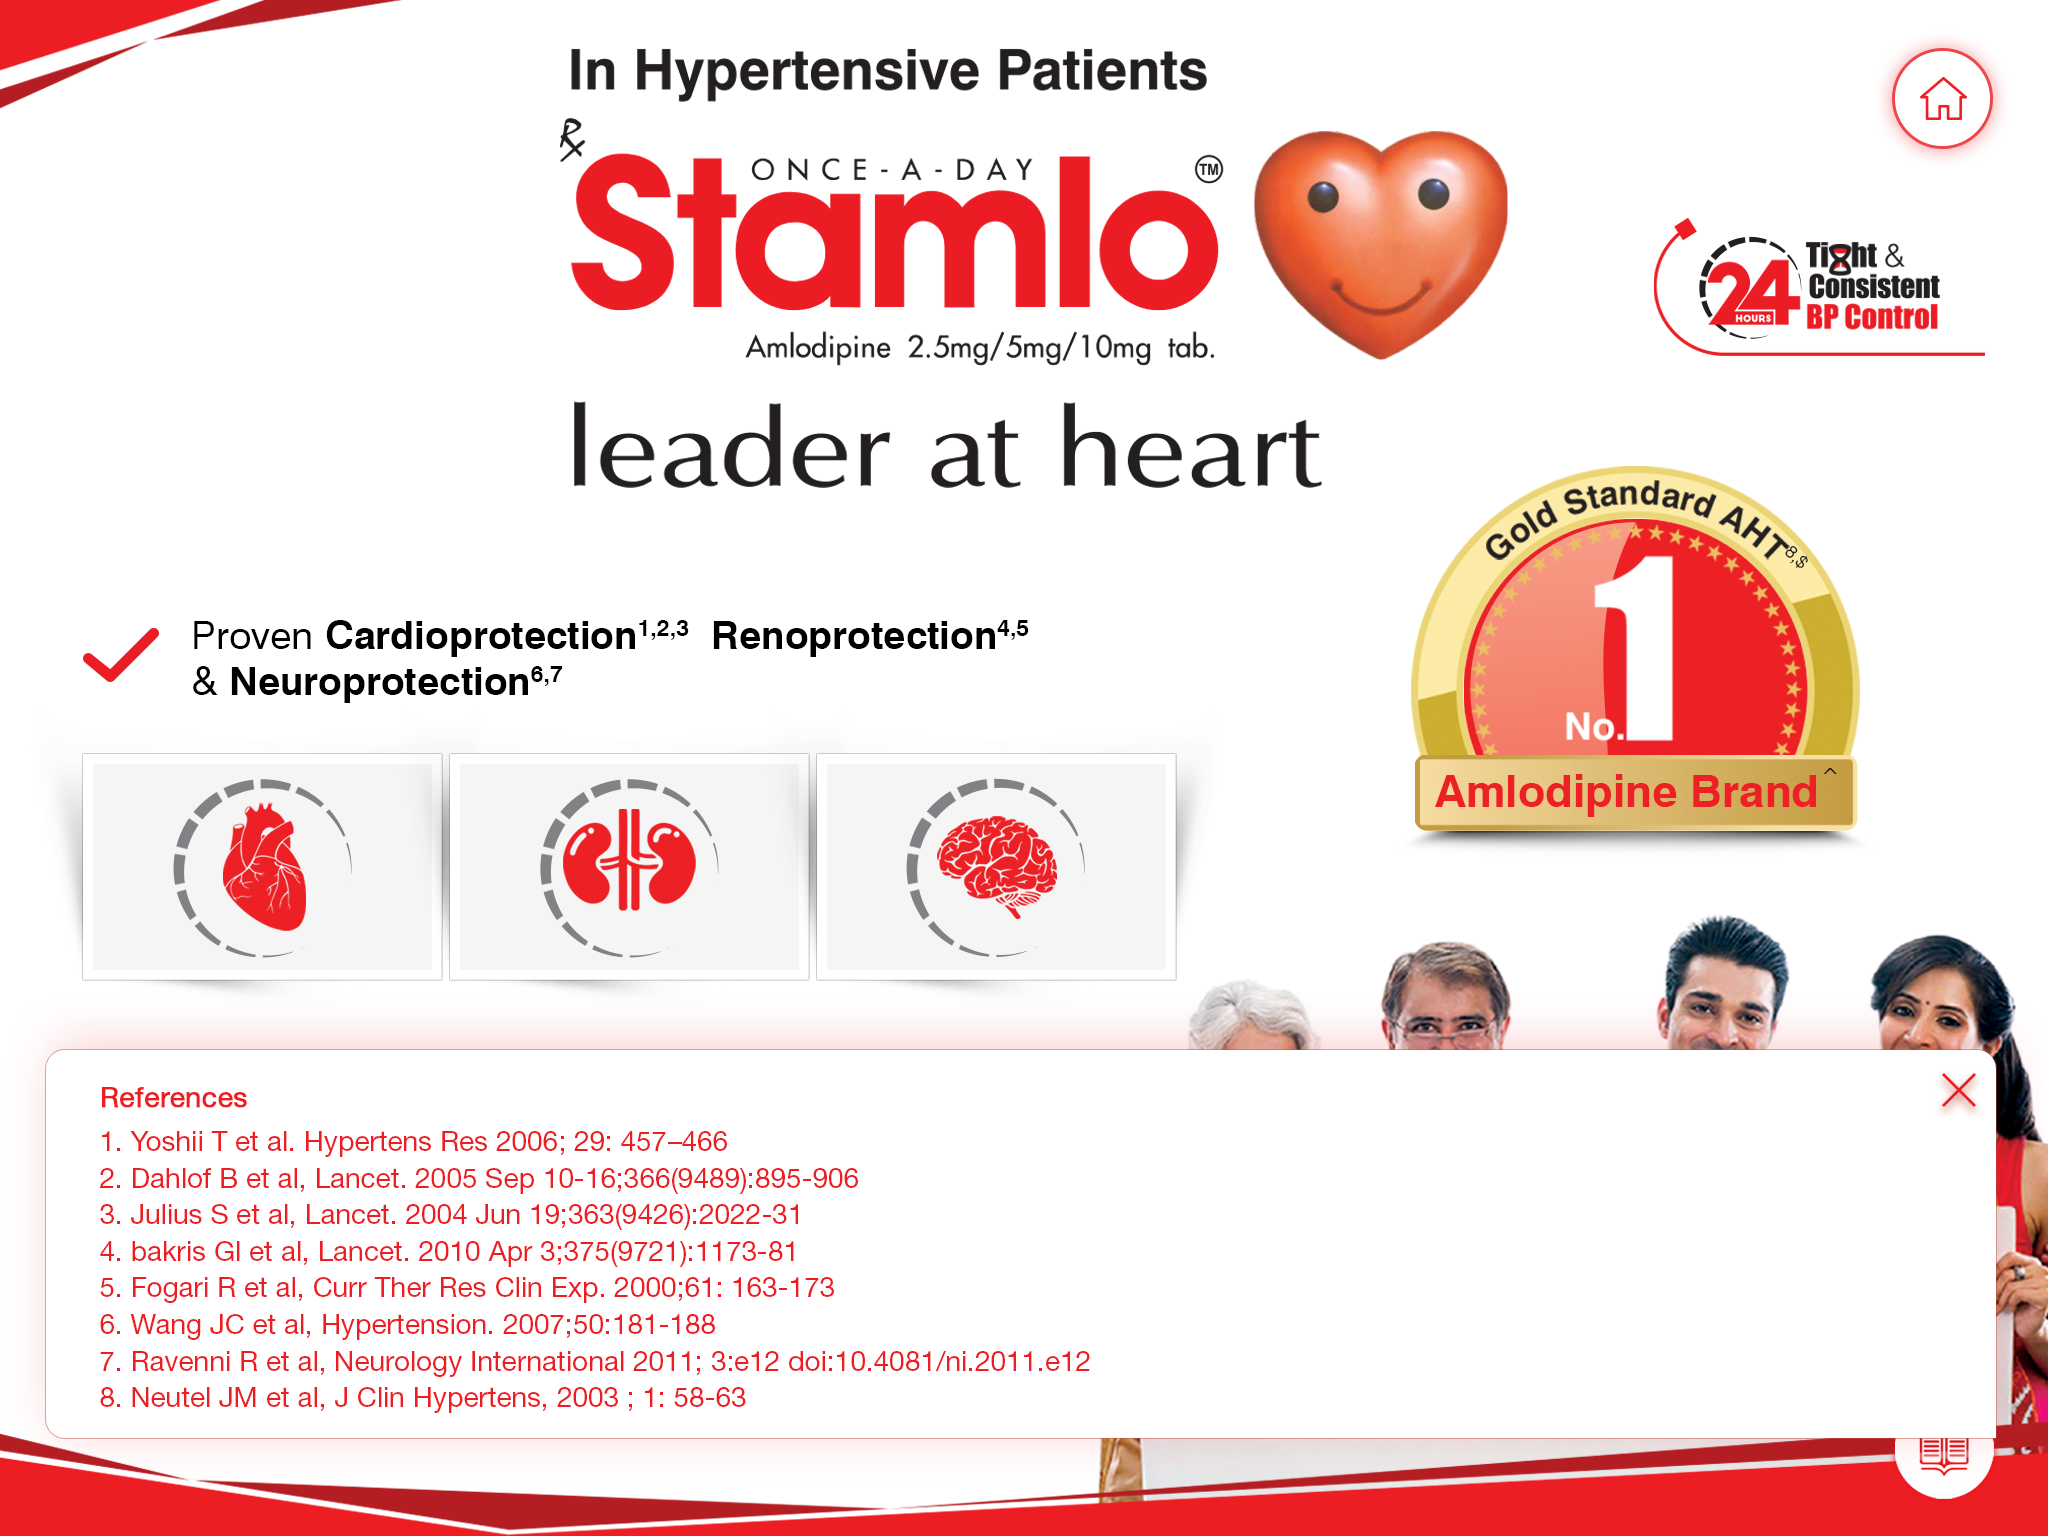 In Hypertensive Patients
Rx
ONCE-A-DAY
Stamlo™
Amlodipine 2.5mg/5mg/10mg tab.
leader at heart
24 HOURS
Tight &
Consistent
BP Control
Gold Standard AHT8,$
No.1
Amlodipine Brand^
Proven Cardioprotection1,2,3 Renoprotection4,5
& Neuroprotection6,7
References
1. Yoshii T et al. Hypertens Res 2006; 29: 457–466
2. Dahlof B et al, Lancet. 2005 Sep 10-16;366(9489):895-906
3. Julius S et al, Lancet. 2004 Jun 19;363(9426):2022-31
4. bakris Gl et al, Lancet. 2010 Apr 3;375(9721):1173-81
5. Fogari R et al, Curr Ther Res Clin Exp. 2000;61: 163-173
6. Wang JC et al, Hypertension. 2007;50:181-188
7. Ravenni R et al, Neurology International 2011; 3:e12 doi:10.4081/ni.2011.e12
8. Neutel JM et al, J Clin Hypertens, 2003 ; 1: 58-63